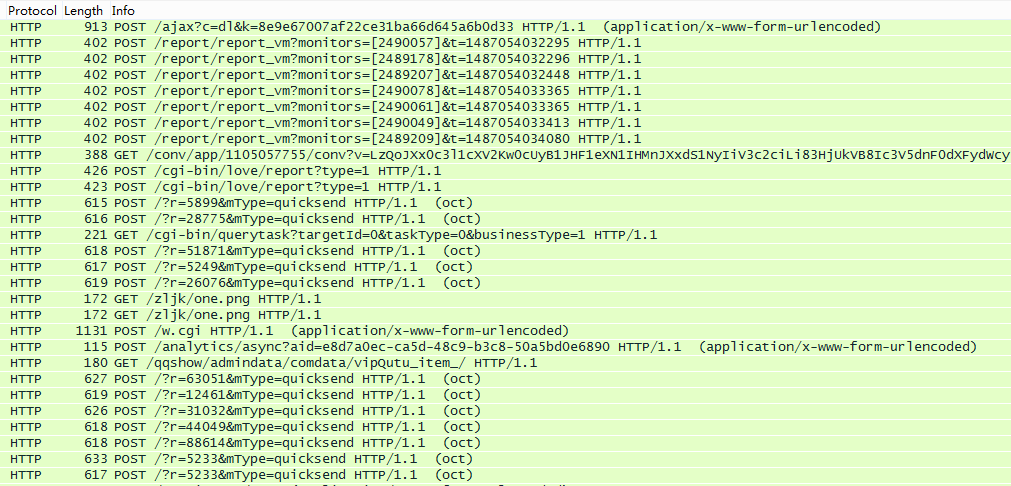 Protocol Length Info
HTTP 913 POST /ajax?c=dl&k=8e9e67007af22ce31ba66d645a6b0d33 HTTP/1.1 (application/x-www-form-urlencoded)
HTTP 402 POST /report/report_vm?monitors=[2490057]&t=1487054032295 HTTP/1.1
HTTP 402 POST /report/report_vm?monitors=[2489178]&t=1487054032296 HTTP/1.1
HTTP 402 POST /report/report_vm?monitors=[2489207]&t=1487054032448 HTTP/1.1
HTTP 402 POST /report/report_vm?monitors=[2490078]&t=1487054033365 HTTP/1.1
HTTP 402 POST /report/report_vm?monitors=[2490061]&t=1487054033365 HTTP/1.1
HTTP 402 POST /report/report_vm?monitors=[2490049]&t=1487054033413 HTTP/1.1
HTTP 402 POST /report/report_vm?monitors=[2489209]&t=1487054034080 HTTP/1.1
HTTP 388 GET /conv/app/1105057755/conv?v=LzQoJXx0c3l1cXV2Kw0cUyB1JHF1eXN1IHMnJXxdS1NyIiV3c2ciLi83HjUkVB8Ic3V5dnF0dXFydWcy
HTTP 426 POST /cgi-bin/love/report?type=1 HTTP/1.1
HTTP 423 POST /cgi-bin/love/report?type=1 HTTP/1.1
HTTP 615 POST /?r=5899&mType=quicksend HTTP/1.1 (oct)
HTTP 616 POST /?r=28775&mType=quicksend HTTP/1.1 (oct)
HTTP 221 GET /cgi-bin/querytask?targetId=0&taskType=0&businessType=1 HTTP/1.1
HTTP 618 POST /?r=51871&mType=quicksend HTTP/1.1 (oct)
HTTP 617 POST /?r=5249&mType=quicksend HTTP/1.1 (oct)
HTTP 619 POST /?r=26076&mType=quicksend HTTP/1.1 (oct)
HTTP 172 GET /zljk/one.png HTTP/1.1
HTTP 172 GET /zljk/one.png HTTP/1.1
HTTP 1131 POST /w.cgi HTTP/1.1 (application/x-www-form-urlencoded)
HTTP 115 POST /analytics/async?aid=e8d7a0ec-ca5d-48c9-b3c8-50a5bd0e6890 HTTP/1.1 (application/x-www-form-urlencoded)
HTTP 180 GET /qqshow/admindata/comdata/vipQutu_item_/ HTTP/1.1
HTTP 627 POST /?r=63051&mType=quicksend HTTP/1.1 (oct)
HTTP 619 POST /?r=12461&mType=quicksend HTTP/1.1 (oct)
HTTP 626 POST /?r=31032&mType=quicksend HTTP/1.1 (oct)
HTTP 618 POST /?r=44049&mType=quicksend HTTP/1.1 (oct)
HTTP 618 POST /?r=88614&mType=quicksend HTTP/1.1 (oct)
HTTP 633 POST /?r=5233&mType=quicksend HTTP/1.1 (oct)
HTTP 617 POST /?r=5233&mType=quicksend HTTP/1.1 (oct)